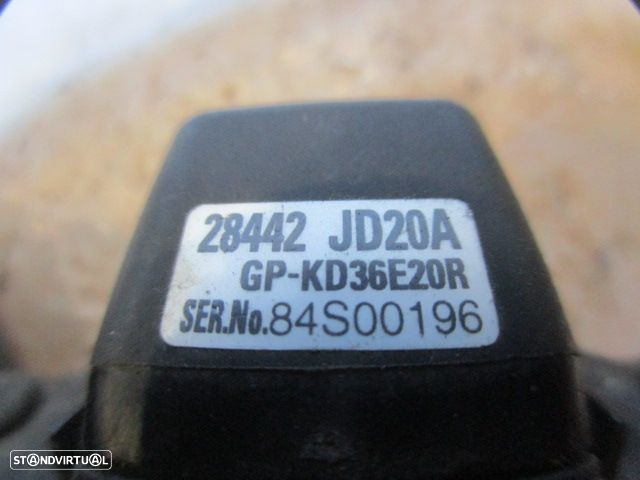 28442 JD20A
GP-KD36E20R
SER.No.84S00196
STANDVIRTUAL